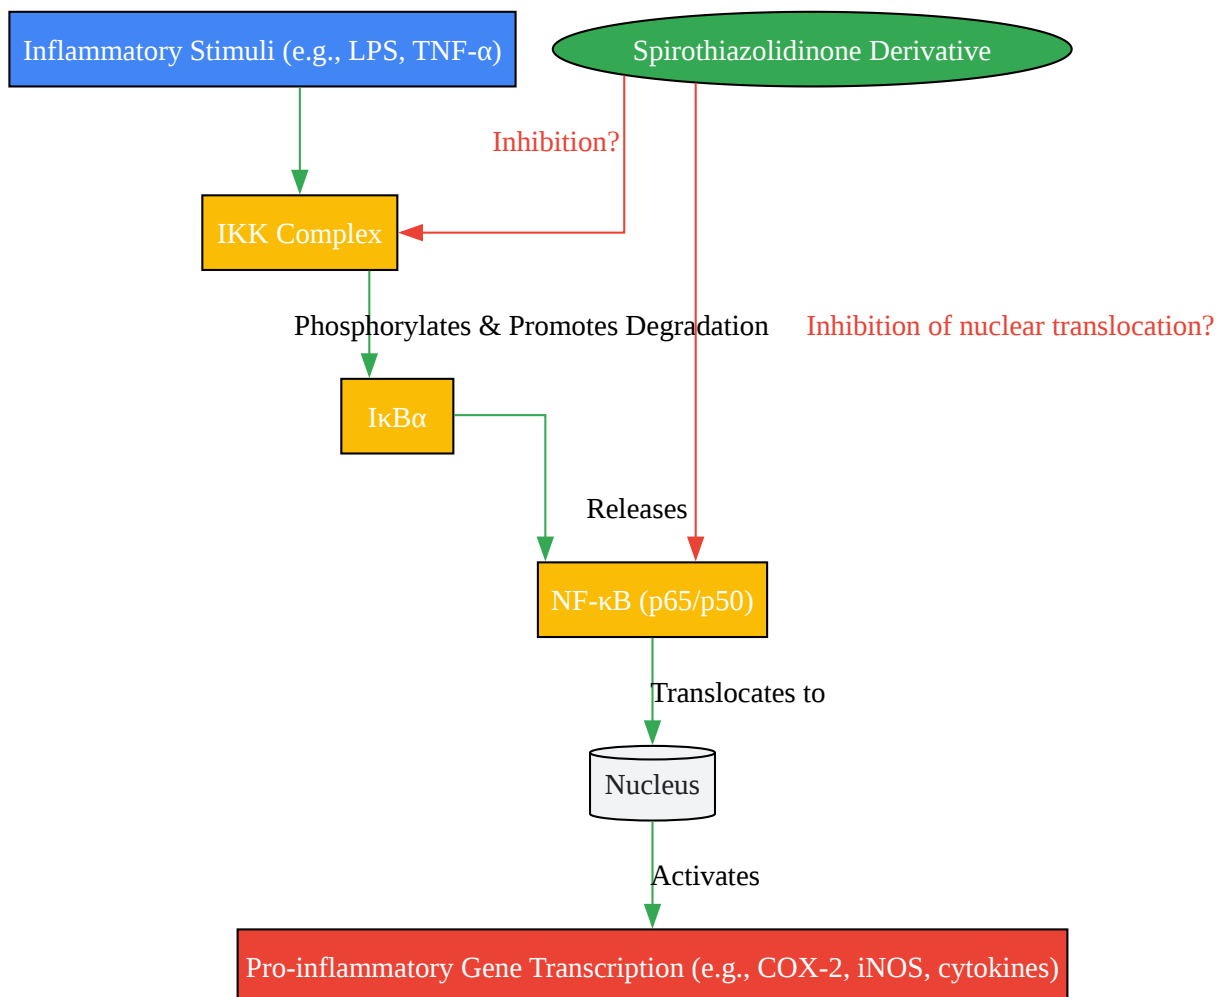 Inflammatory Stimuli (e.g., LPS, TNF-α)
Spirothiazolidinone Derivative
Inhibition?
IKK Complex
Phosphorylates & Promotes Degradation
Inhibition of nuclear translocation?
IκBα
Releases
NF-κB (p65/p50)
Translocates to
Nucleus
Activates
Pro-inflammatory Gene Transcription (e.g., COX-2, iNOS, cytokines)